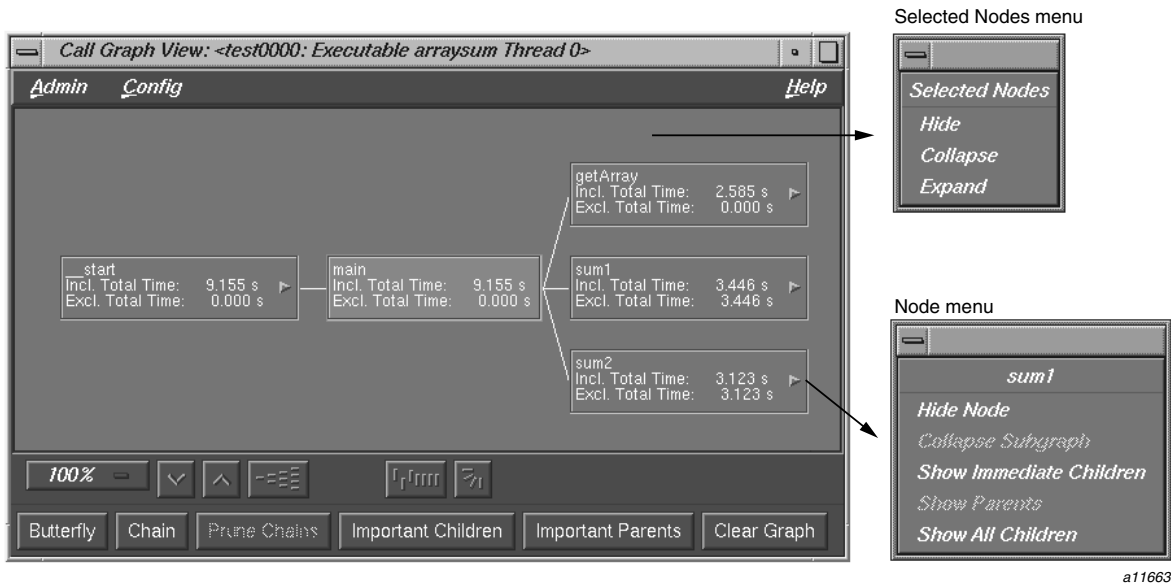 Selected Nodes menu
Call Graph View: <test0000: Executable arraysum Thread 0>
Admin Config Help
Selected Nodes
Hide
Collapse
Expand
getArray
Incl. Total Time: 2.585 s
Excl. Total Time: 0.000 s
__start
Incl. Total Time: 9.155 s
Excl. Total Time: 0.000 s
main
Incl. Total Time: 9.155 s
Excl. Total Time: 0.000 s
sum1
Incl. Total Time: 3.446 s
Excl. Total Time: 3.446 s
sum2
Incl. Total Time: 3.123 s
Excl. Total Time: 3.123 s
Node menu
sum1
Hide Node
Collapse Subgraph
Show Immediate Children
Show Parents
Show All Children
100%
Butterfly Chain Prune Chains Important Children Important Parents Clear Graph
a11663